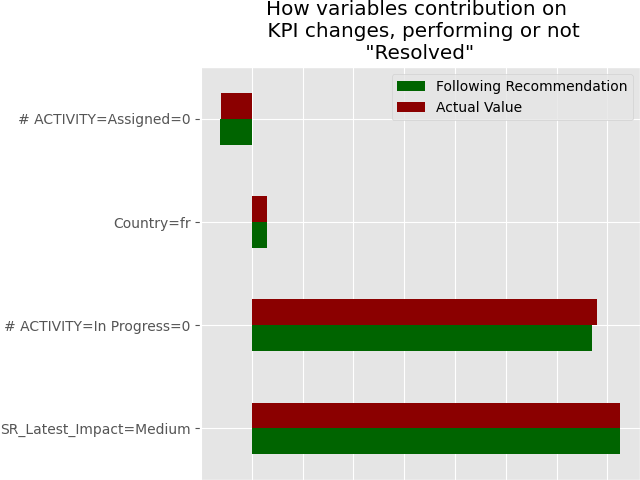 How variables contribution on
KPI changes, performing or not
"Resolved"
Following Recommendation
Actual Value
# ACTIVITY=Assigned=0
Country=fr
# ACTIVITY=In Progress=0
SR_Latest_Impact=Medium